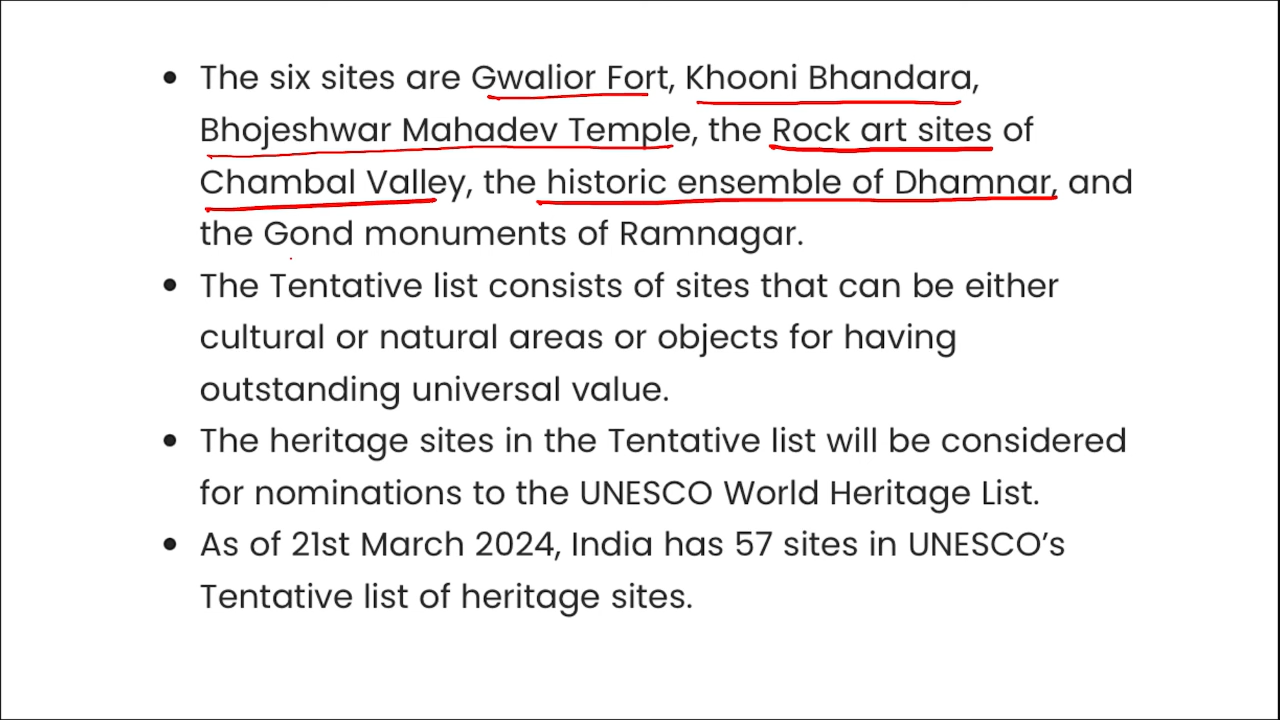 • The six sites are Gwalior Fort, Khooni Bhandara,
Bhojeshwar Mahadev Temple, the Rock art sites of
Chambal Valley, the historic ensemble of Dhamnar, and
the Gond monuments of Ramnagar.
• The Tentative list consists of sites that can be either
cultural or natural areas or objects for having
outstanding universal value.
• The heritage sites in the Tentative list will be considered
for nominations to the UNESCO World Heritage List.
• As of 21st March 2024, India has 57 sites in UNESCO’s
Tentative list of heritage sites.